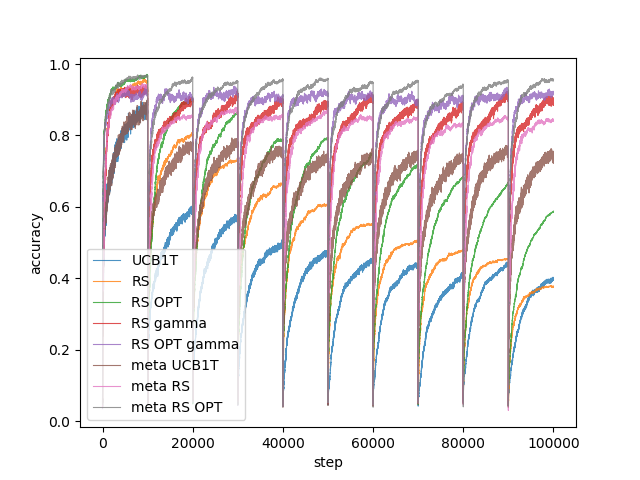 1.0
0.8
0.6
0.4
0.2
0.0
accuracy
UCB1T
RS
RS OPT
RS gamma
RS OPT gamma
meta UCB1T
meta RS
meta RS OPT
0 20000 40000 60000 80000 100000
step